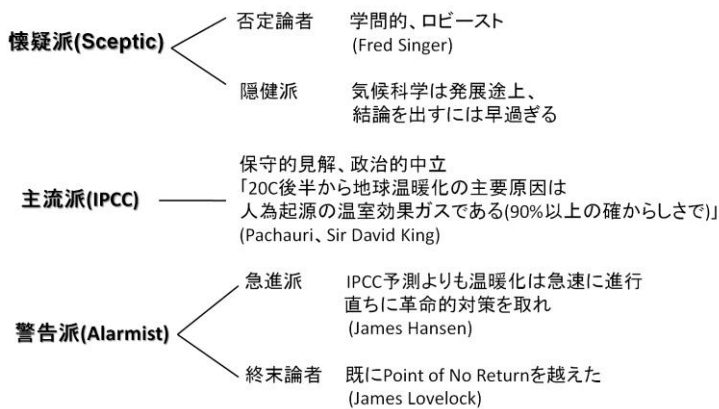 懐疑派(Sceptic)
否定論者 学問的、ロビースト
(Fred Singer)
隠健派 気候科学は発展途上、
結論を出すには早過ぎる
主流派(IPCC)
保守的見解、政治的中立
「20C後半から地球温暖化の主要原因は
人為起源の温室効果ガスである(90%以上の確からしさで)」
(Pachauri、Sir David King)
警告派(Alarmist)
急進派 IPCC予測よりも温暖化は急速に進行
直ちに革命的対策を取れ
(James Hansen)
終末論者 既にPoint of No Returnを越えた
(James Lovelock)